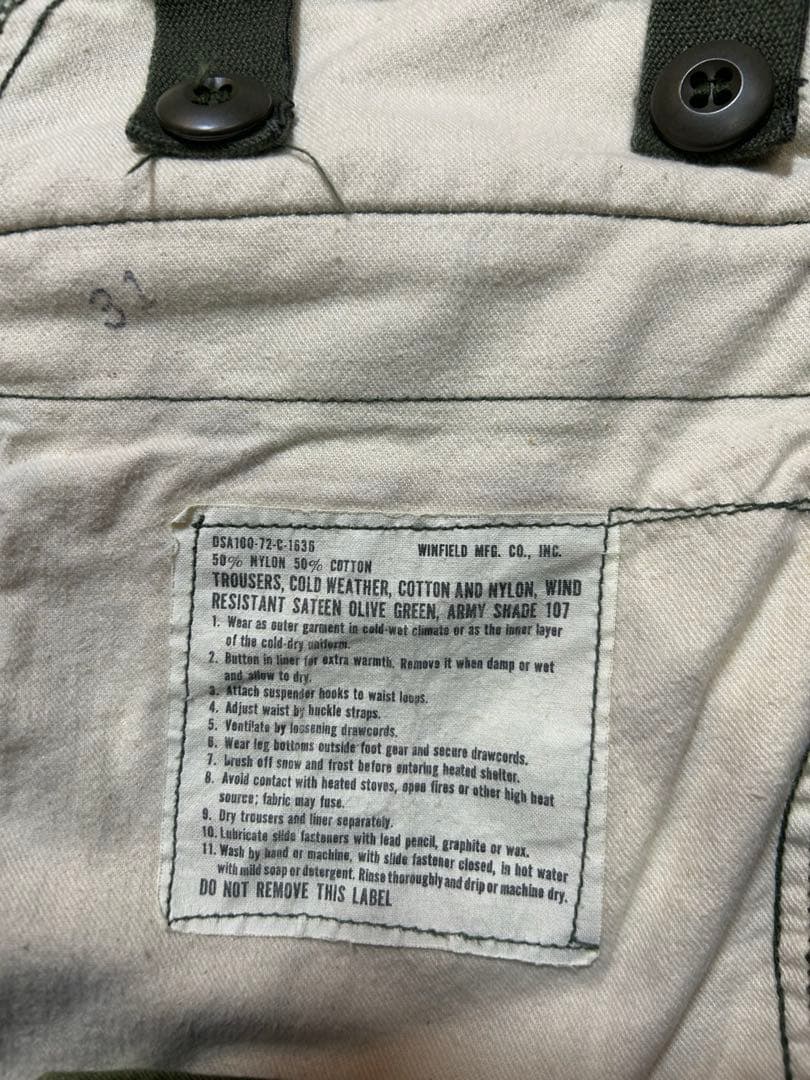 31
DSA100-72-C-1636 WINFIELD MFG. CO., INC.
50% NYLON 50% COTTON
TROUSERS, COLD WEATHER, COTTON AND NYLON, WIND
RESISTANT SATEEN OLIVE GREEN, ARMY SHADE 107
1. Wear as outer garment in cold-wet climate or as the inner layer
of the cold-dry uniform.
2. Button in liner for extra warmth. Remove it when damp or wet
and allow to dry.
3. Attach suspender hooks to waist loops.
4. Adjust waist by buckle straps.
5. Ventilate by loosening drawcords.
6. Wear leg bottoms outside foot gear and secure drawcords.
7. Brush off snow and frost before entering heated shelter.
8. Avoid contact with heated stoves, open fires or other high heat
source; fabric may fuse.
9. Dry trousers and liner separately.
10. Lubricate slide fasteners with lead pencil, graphite or wax.
11. Wash by hand or machine, with slide fastener closed, in hot water
with mild soap or detergent. Rinse thoroughly and drip or machine dry.
DO NOT REMOVE THIS LABEL